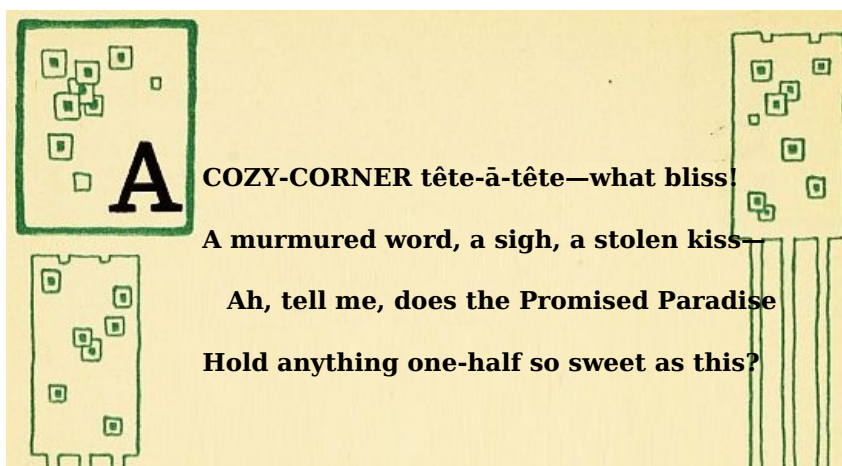 A COZY-CORNER tête-ā-tête—what bliss!
A murmured word, a sigh, a stolen kiss—
Ah, tell me, does the Promised Paradise
Hold anything one-half so sweet as this?